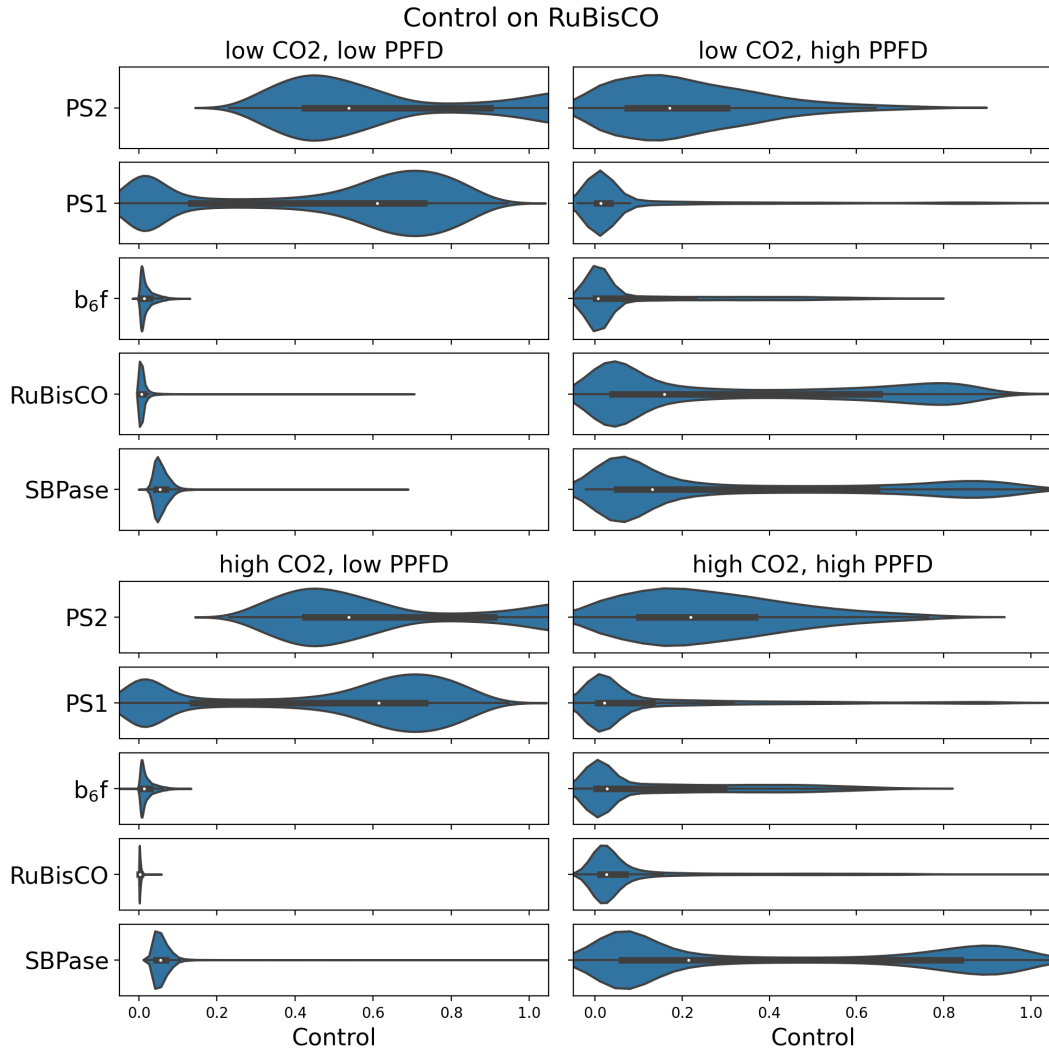 Control on RuBisCO
low CO2, low PPFD
low CO2, high PPFD
PS2
PS1
b₆f
RuBisCO
SBPase
high CO2, low PPFD
high CO2, high PPFD
PS2
PS1
b₆f
RuBisCO
SBPase
0.0 0.2 0.4 0.6 0.8 1.0
0.0 0.2 0.4 0.6 0.8 1.0
Control
Control